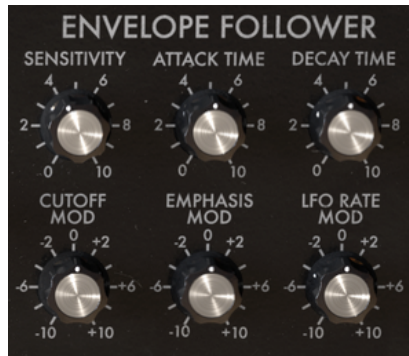 ENVELOPE FOLLOWER
SENSITIVITY ATTACK TIME DECAY TIME
4 6 4 6 4 6
2 8 2 8 2 8
0 10 0 10 0 10
CUTOFF MOD EMPHASIS MOD LFO RATE MOD
0 0 0
-2 +2 -2 +2 -2 +2
-6 +6 -6 +6 -6 +6
-10 +10 -10 +10 -10 +10